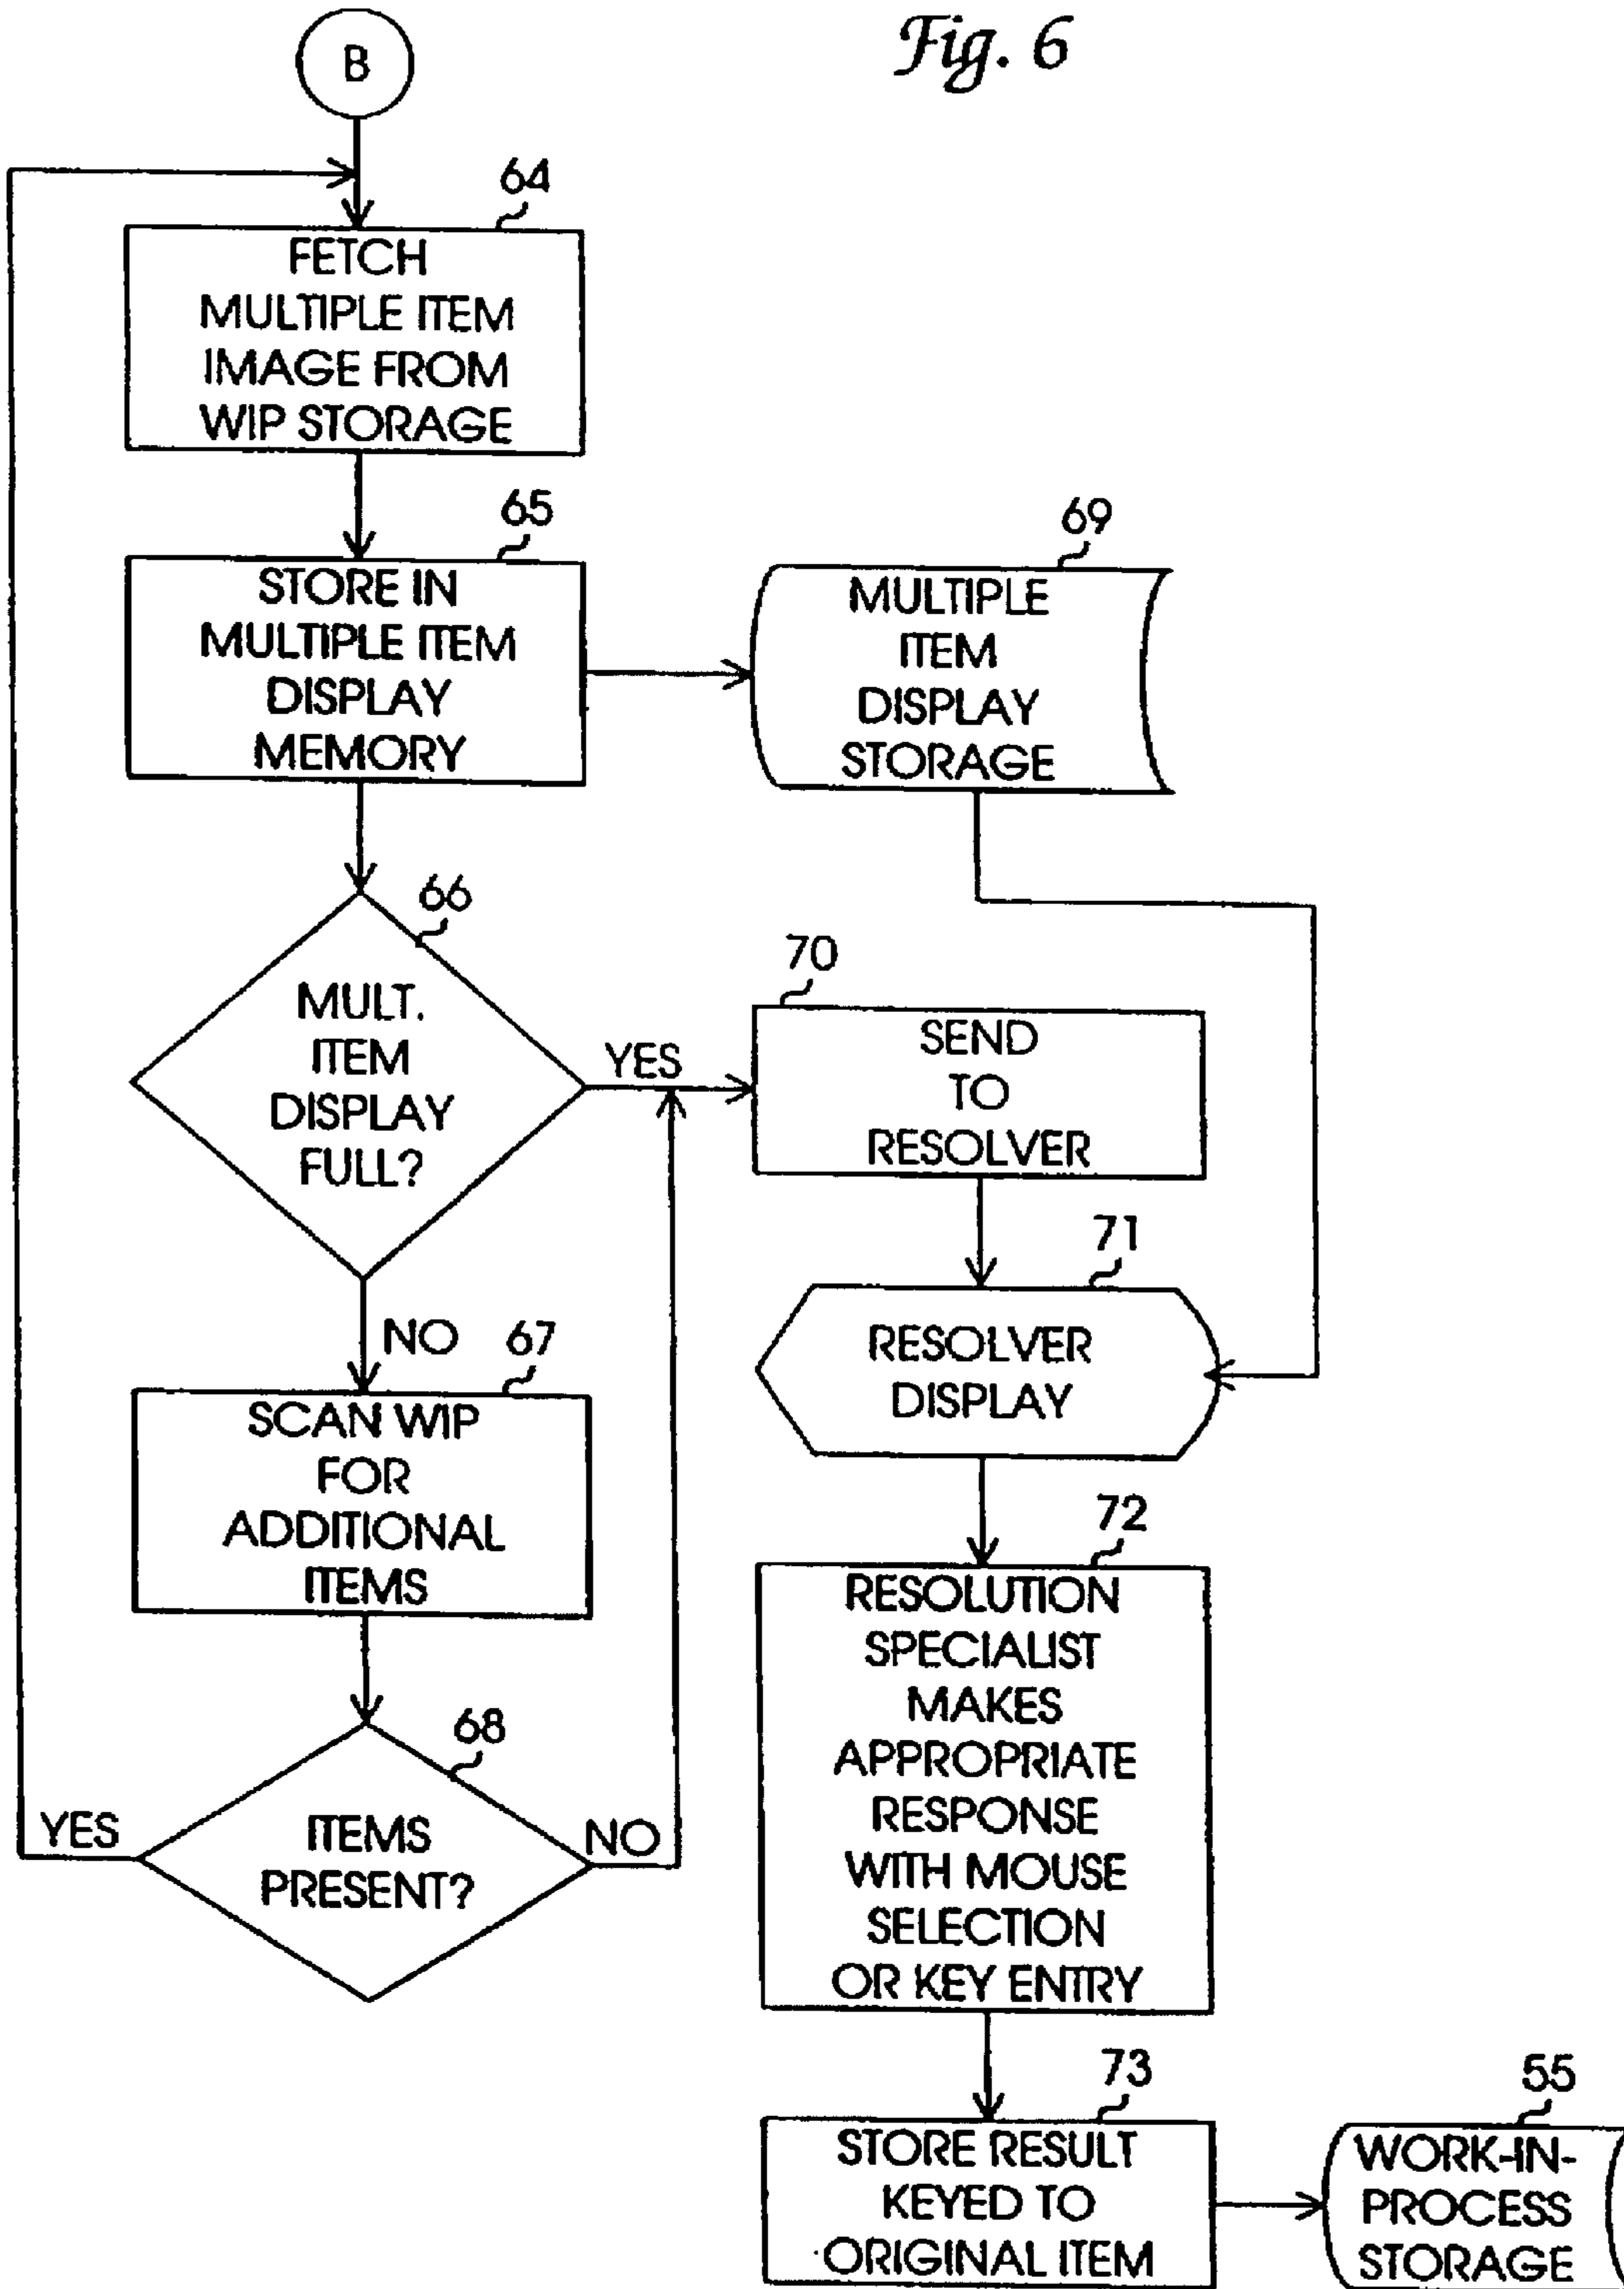 Fig. 6
B
64
FETCH
MULTIPLE ITEM
IMAGE FROM
WIP STORAGE
65
STORE IN
MULTIPLE ITEM
DISPLAY
MEMORY
69
MULTIPLE
ITEM
DISPLAY
STORAGE
66
MULT.
ITEM
DISPLAY
FULL?
YES
NO
70
SEND
TO
RESOLVER
71
RESOLVER
DISPLAY
67
SCAN WIP
FOR
ADDITIONAL
ITEMS
68
ITEMS
PRESENT?
YES
NO
72
RESOLUTION
SPECIALIST
MAKES
APPROPRIATE
RESPONSE
WITH MOUSE
SELECTION
OR KEY ENTRY
73
STORE RESULT
KEYED TO
ORIGINAL ITEM
55
WORK-IN-
PROCESS
STORAGE